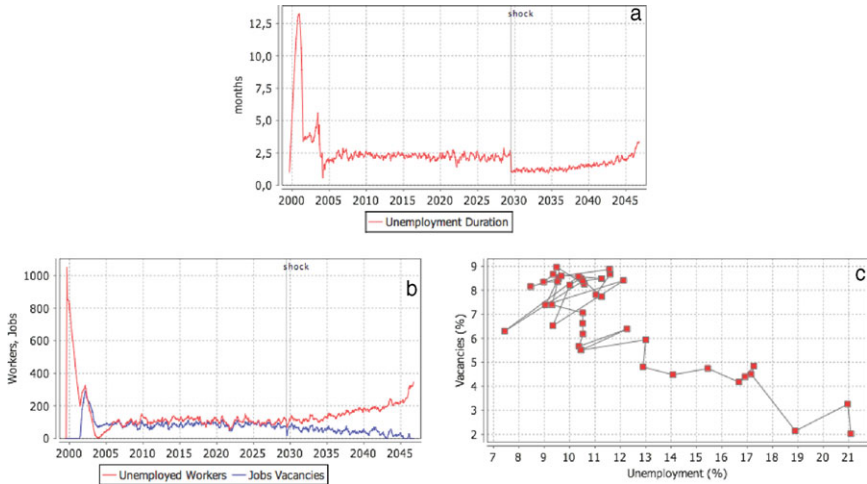 a
shock
12,5
10,0
7,5
5,0
2,5
0,0
months
2000 2005 2010 2015 2020 2025 2030 2035 2040 2045
Unemployment Duration
b
shock
1000
800
600
400
200
0
Workers, Jobs
2000 2005 2010 2015 2020 2025 2030 2035 2040 2045
Unemployed Workers Jobs Vacancies
c
9
8
7
6
5
4
3
2
Vacancies (%)
7 8 9 10 11 12 13 14 15 16 17 18 19 20 21
Unemployment (%)